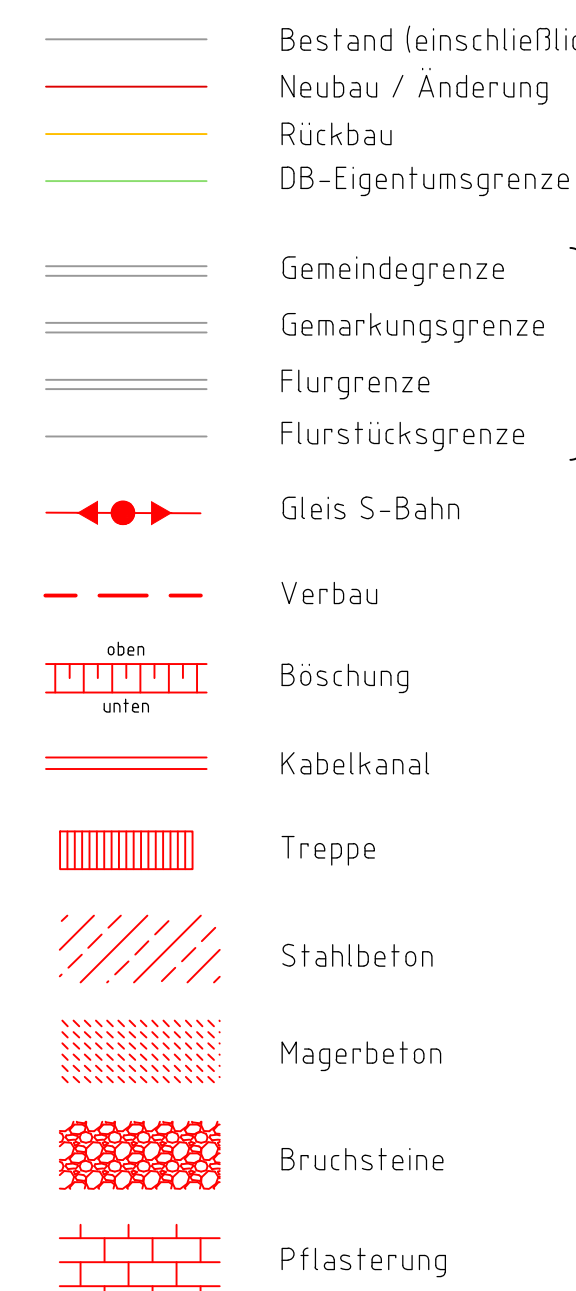 Bestand (einschließlic
Neubau / Änderung
Rückbau
DB-Eigentumsgrenze
Gemeindegrenze
Gemarkungsgrenze
Flurgrenze
Flurstücksgrenze
Gleis S-Bahn
Verbau
oben
Böschung
unten
Kabelkanal
Treppe
Stahlbeton
Magerbeton
Bruchsteine
Pflasterung